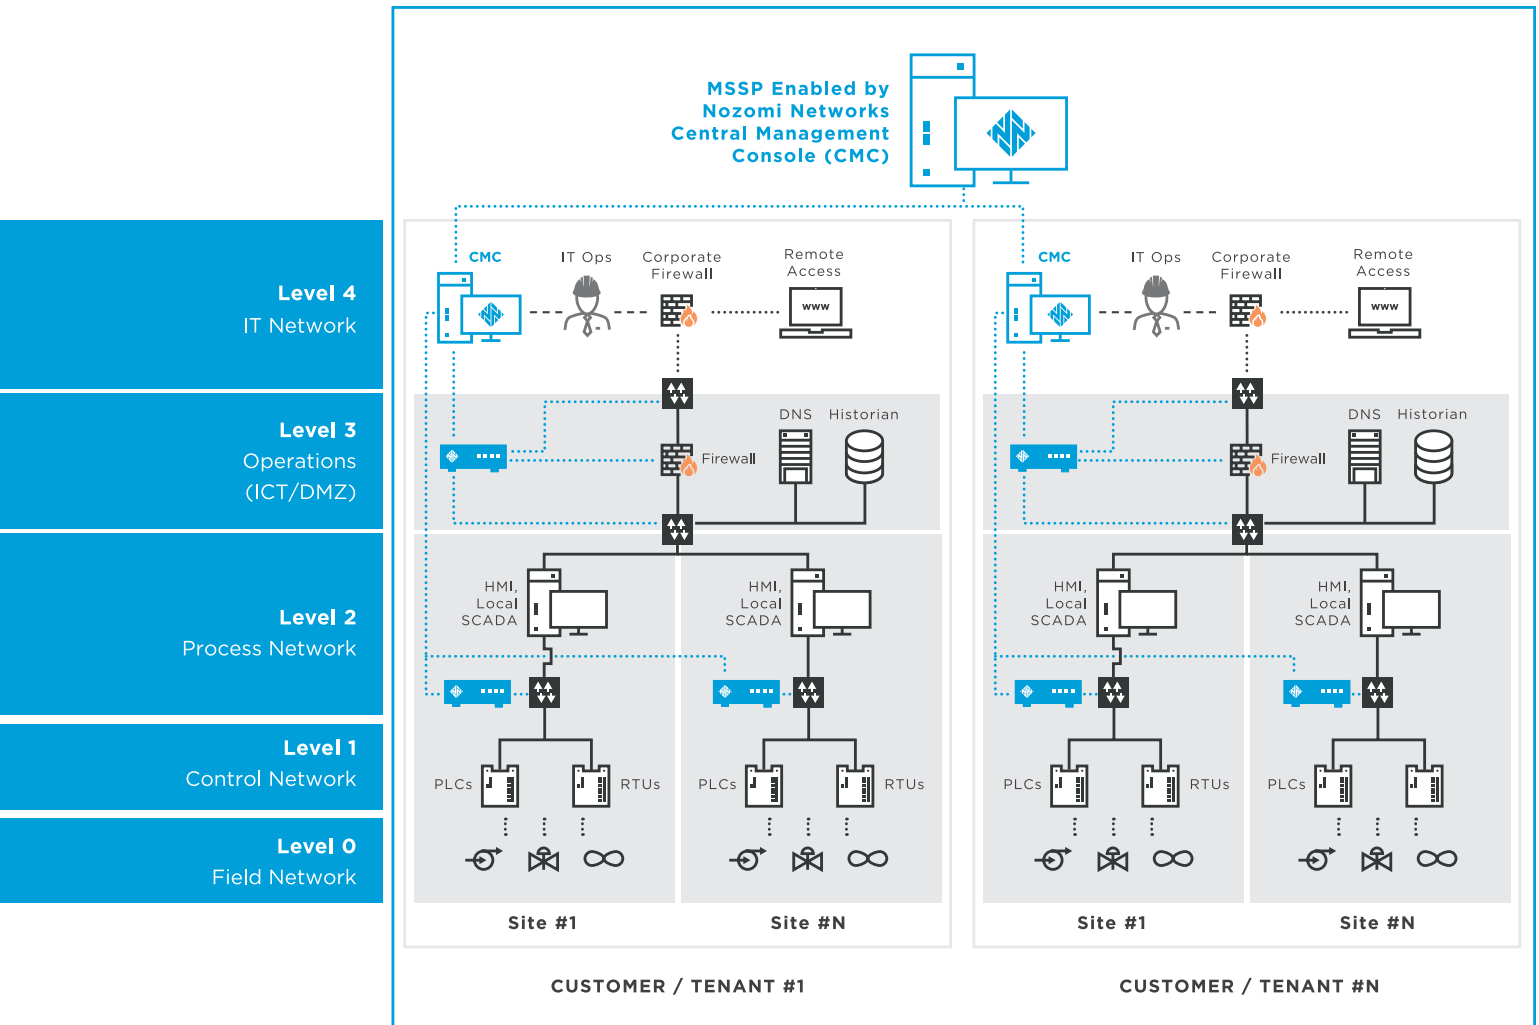 MSSP Enabled by
Nozomi Networks
Central Management
Console (CMC)
Level 4
IT Network
Level 3
Operations
(ICT/DMZ)
Level 2
Process Network
Level 1
Control Network
Level 0
Field Network
CMC
IT Ops
Corporate
Firewall
Remote
Access
www
DNS
Historian
Firewall
HMI,
Local
SCADA
HMI,
Local
SCADA
PLCs
RTUs
PLCs
RTUs
Site #1
Site #N
CUSTOMER / TENANT #1
CMC
IT Ops
Corporate
Firewall
Remote
Access
www
DNS
Historian
Firewall
HMI,
Local
SCADA
HMI,
Local
SCADA
PLCs
RTUs
PLCs
Site #1
Site #N
CUSTOMER / TENANT #N